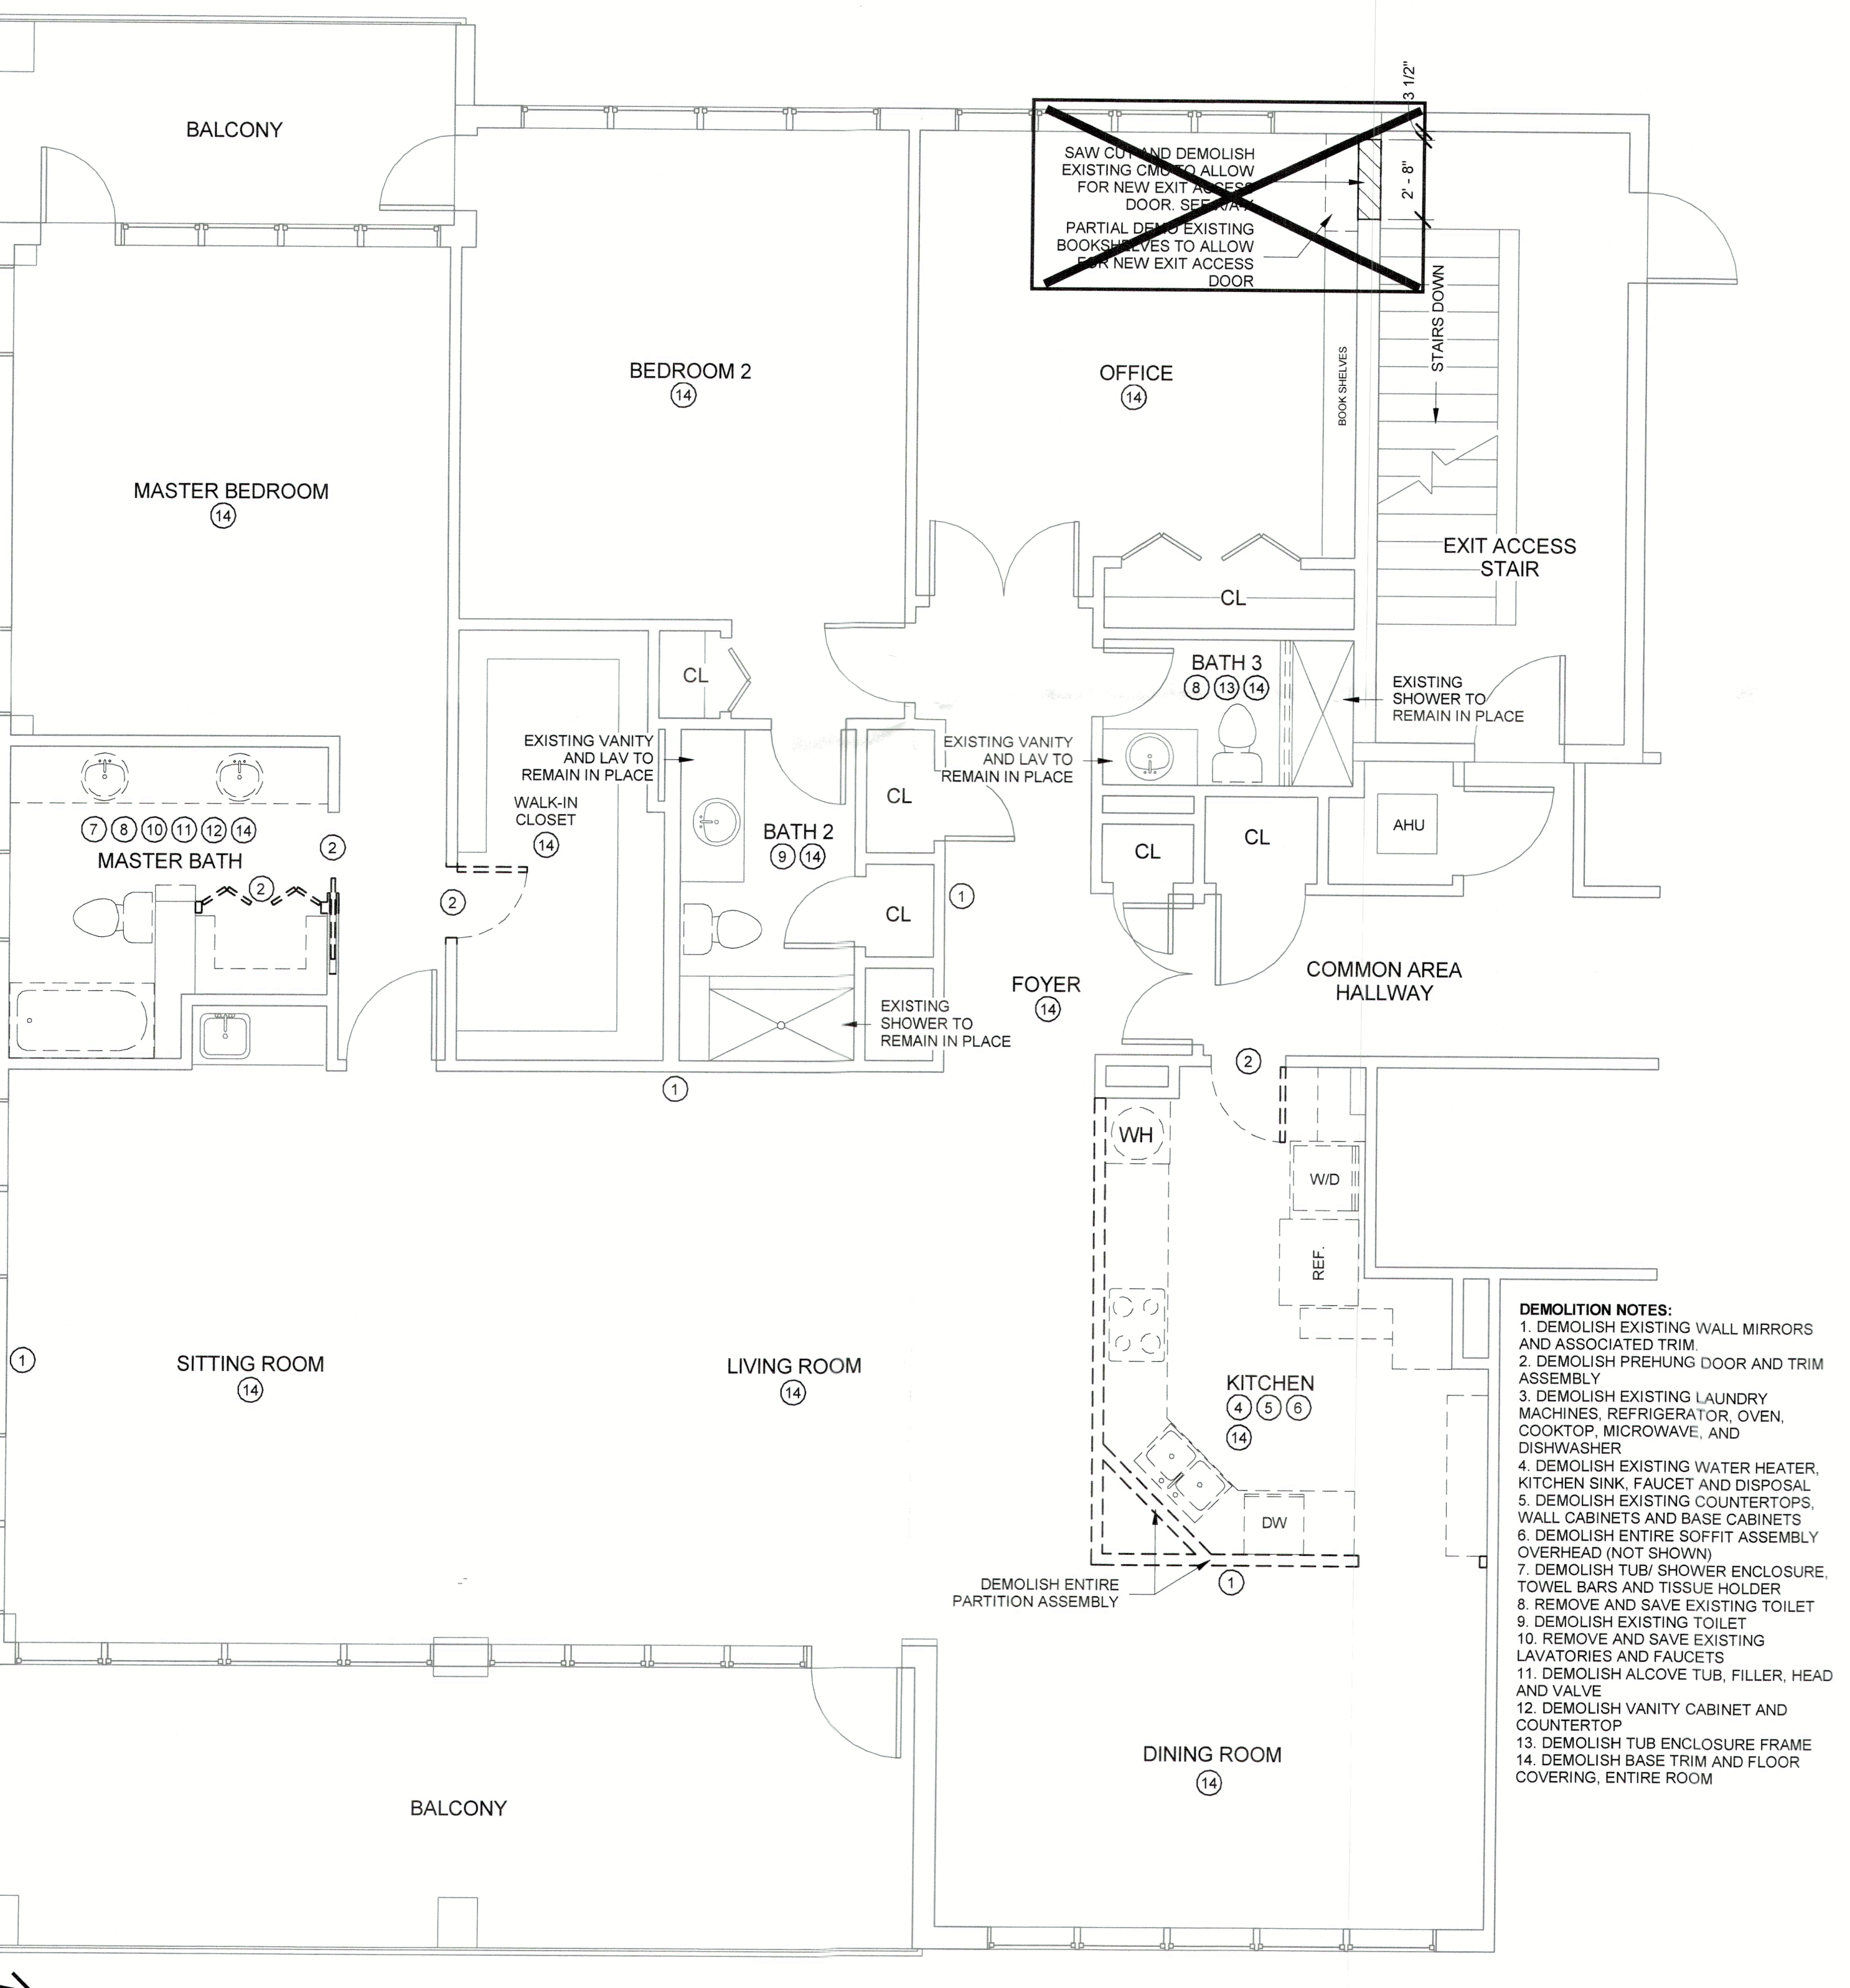 BALCONY
3 1/2"
2' - 8"
SAW CUT AND DEMOLISH
EXISTING CMU TO ALLOW
FOR NEW EXIT ACCESS
DOOR. SEE X/A-X
PARTIAL DEMO EXISTING
BOOKSHELVES TO ALLOW
FOR NEW EXIT ACCESS
DOOR
STAIRS DOWN
BOOK SHELVES
BEDROOM 2
14
OFFICE
14
MASTER BEDROOM
14
EXIT ACCESS
STAIR
CL
CL
BATH 3
8 13 14
EXISTING
SHOWER TO
REMAIN IN PLACE
EXISTING VANITY
AND LAV TO
REMAIN IN PLACE
EXISTING VANITY
AND LAV TO
REMAIN IN PLACE
WALK-IN
CLOSET
14
CL
BATH 2
9 14
7 8 10 11 12 14
MASTER BATH
2
2
2
CL
CL
CL
AHU
1
FOYER
14
COMMON AREA
HALLWAY
EXISTING
SHOWER TO
REMAIN IN PLACE
1
2
WH
W/D
REF.
SITTING ROOM
14
1
LIVING ROOM
14
KITCHEN
4 5 6
14
DW
DEMOLISH ENTIRE
PARTITION ASSEMBLY
1
DINING ROOM
14
BALCONY
DEMOLITION NOTES:
1. DEMOLISH EXISTING WALL MIRRORS
AND ASSOCIATED TRIM.
2. DEMOLISH PREHUNG DOOR AND TRIM
ASSEMBLY
3. DEMOLISH EXISTING LAUNDRY
MACHINES, REFRIGERATOR, OVEN,
COOKTOP, MICROWAVE, AND
DISHWASHER
4. DEMOLISH EXISTING WATER HEATER,
KITCHEN SINK, FAUCET AND DISPOSAL
5. DEMOLISH EXISTING COUNTERTOPS,
WALL CABINETS AND BASE CABINETS
6. DEMOLISH ENTIRE SOFFIT ASSEMBLY
OVERHEAD (NOT SHOWN)
7. DEMOLISH TUB/ SHOWER ENCLOSURE,
TOWEL BARS AND TISSUE HOLDER
8. REMOVE AND SAVE EXISTING TOILET
9. DEMOLISH EXISTING TOILET
10. REMOVE AND SAVE EXISTING
LAVATORIES AND FAUCETS
11. DEMOLISH ALCOVE TUB, FILLER, HEAD
AND VALVE
12. DEMOLISH VANITY CABINET AND
COUNTERTOP
13. DEMOLISH TUB ENCLOSURE FRAME
14. DEMOLISH BASE TRIM AND FLOOR
COVERING, ENTIRE ROOM